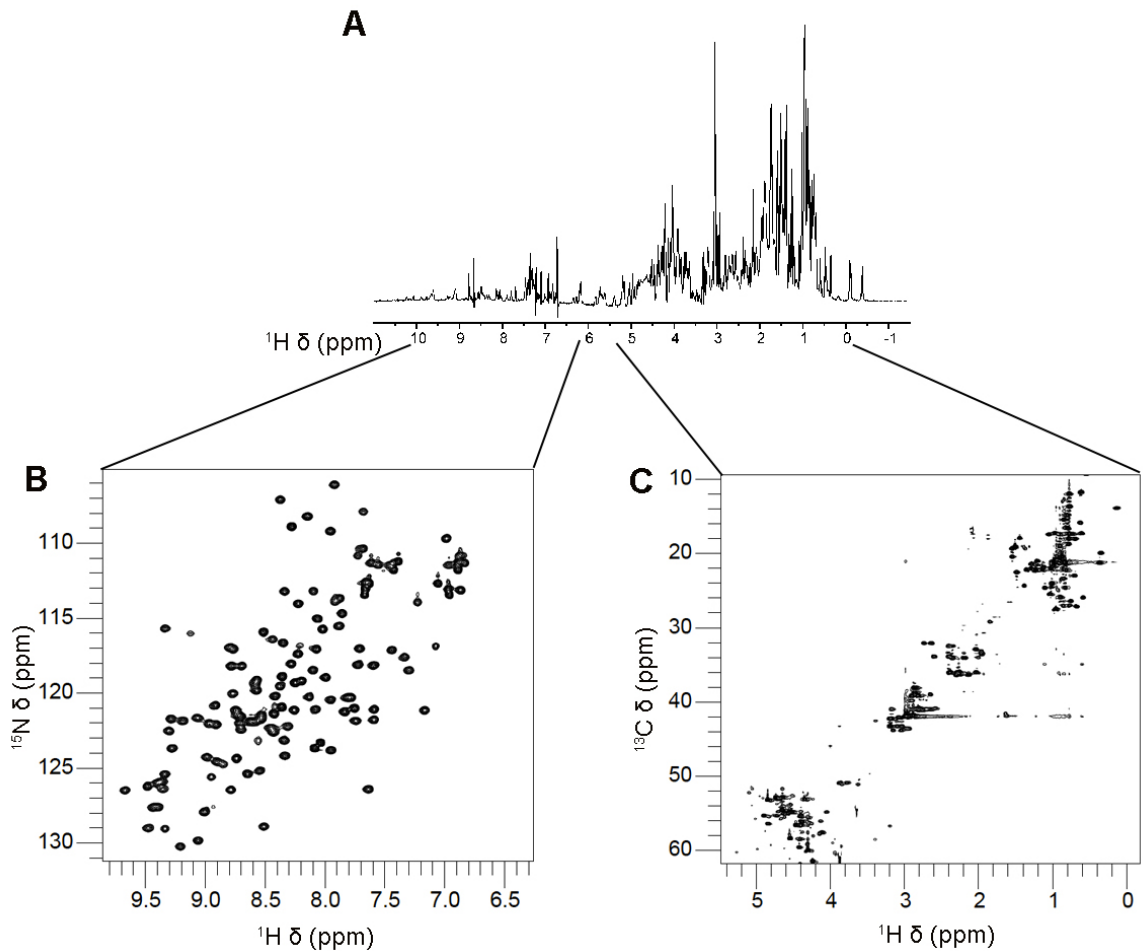 A
10 9 8 7 6 5 4 3 2 1 0 -1
¹H δ (ppm)
B
110
115
120
125
130
¹⁵N δ (ppm)
9.5 9.0 8.5 8.0 7.5 7.0 6.5
¹H δ (ppm)
C
10
20
30
40
50
60
¹³C δ (ppm)
5 4 3 2 1 0
¹H δ (ppm)